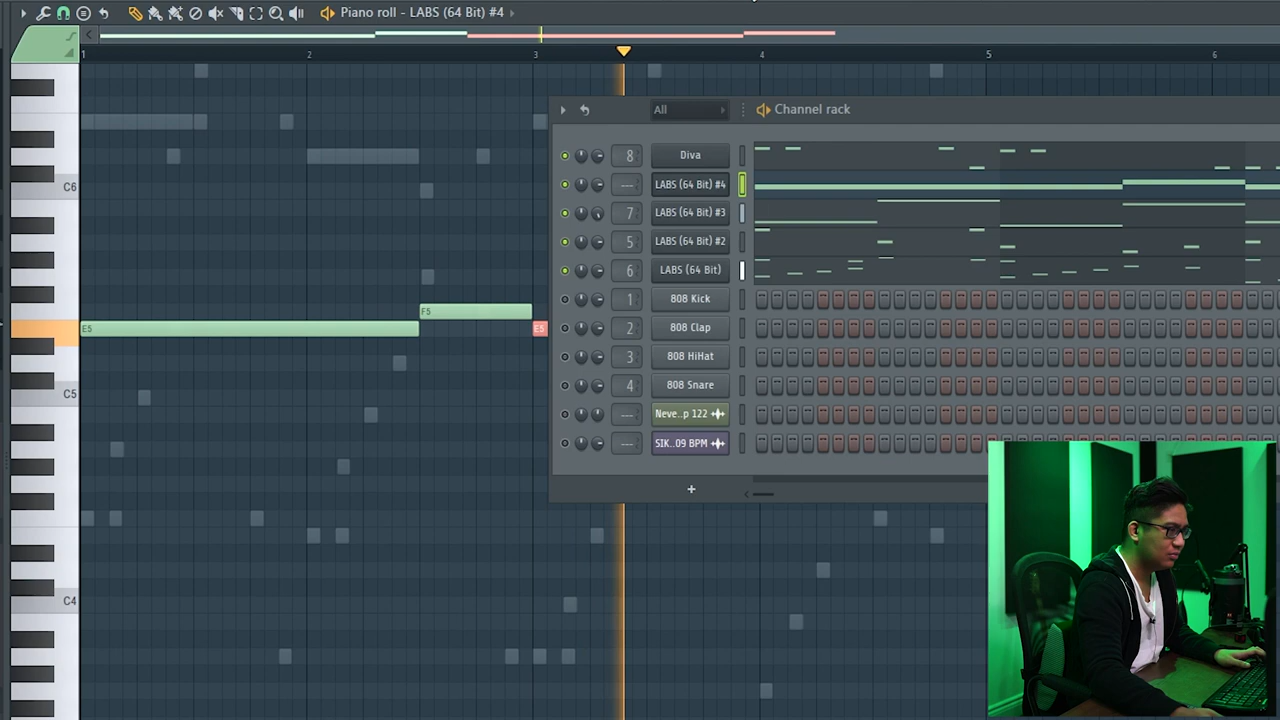 Piano roll - LABS (64 Bit) #4
1 2 3 4 5 6
All
Channel rack
8 Diva
C6
--- LABS (64 Bit) #4
7 LABS (64 Bit) #3
5 LABS (64 Bit) #2
6 LABS (64 Bit)
1 808 Kick
F5
E5
E5
2 808 Clap
3 808 HiHat
4 808 Snare
C5
--- Neve..p 122
--- SIK..09 BPM
+
C4